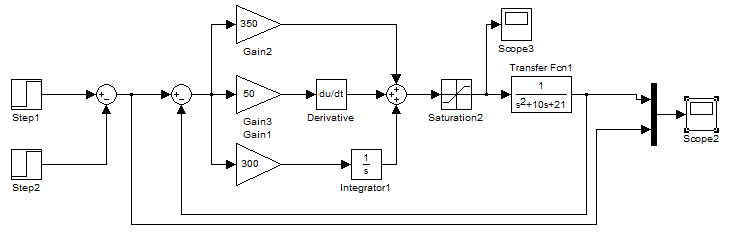 350
Gain2
Scope3
Transfer Fcn1
Step1
50
du/dt
1
s2+10s+21
Gain3
Derivative
Saturation2
Scope2
Gain1
Step2
300
1
s
Integrator1